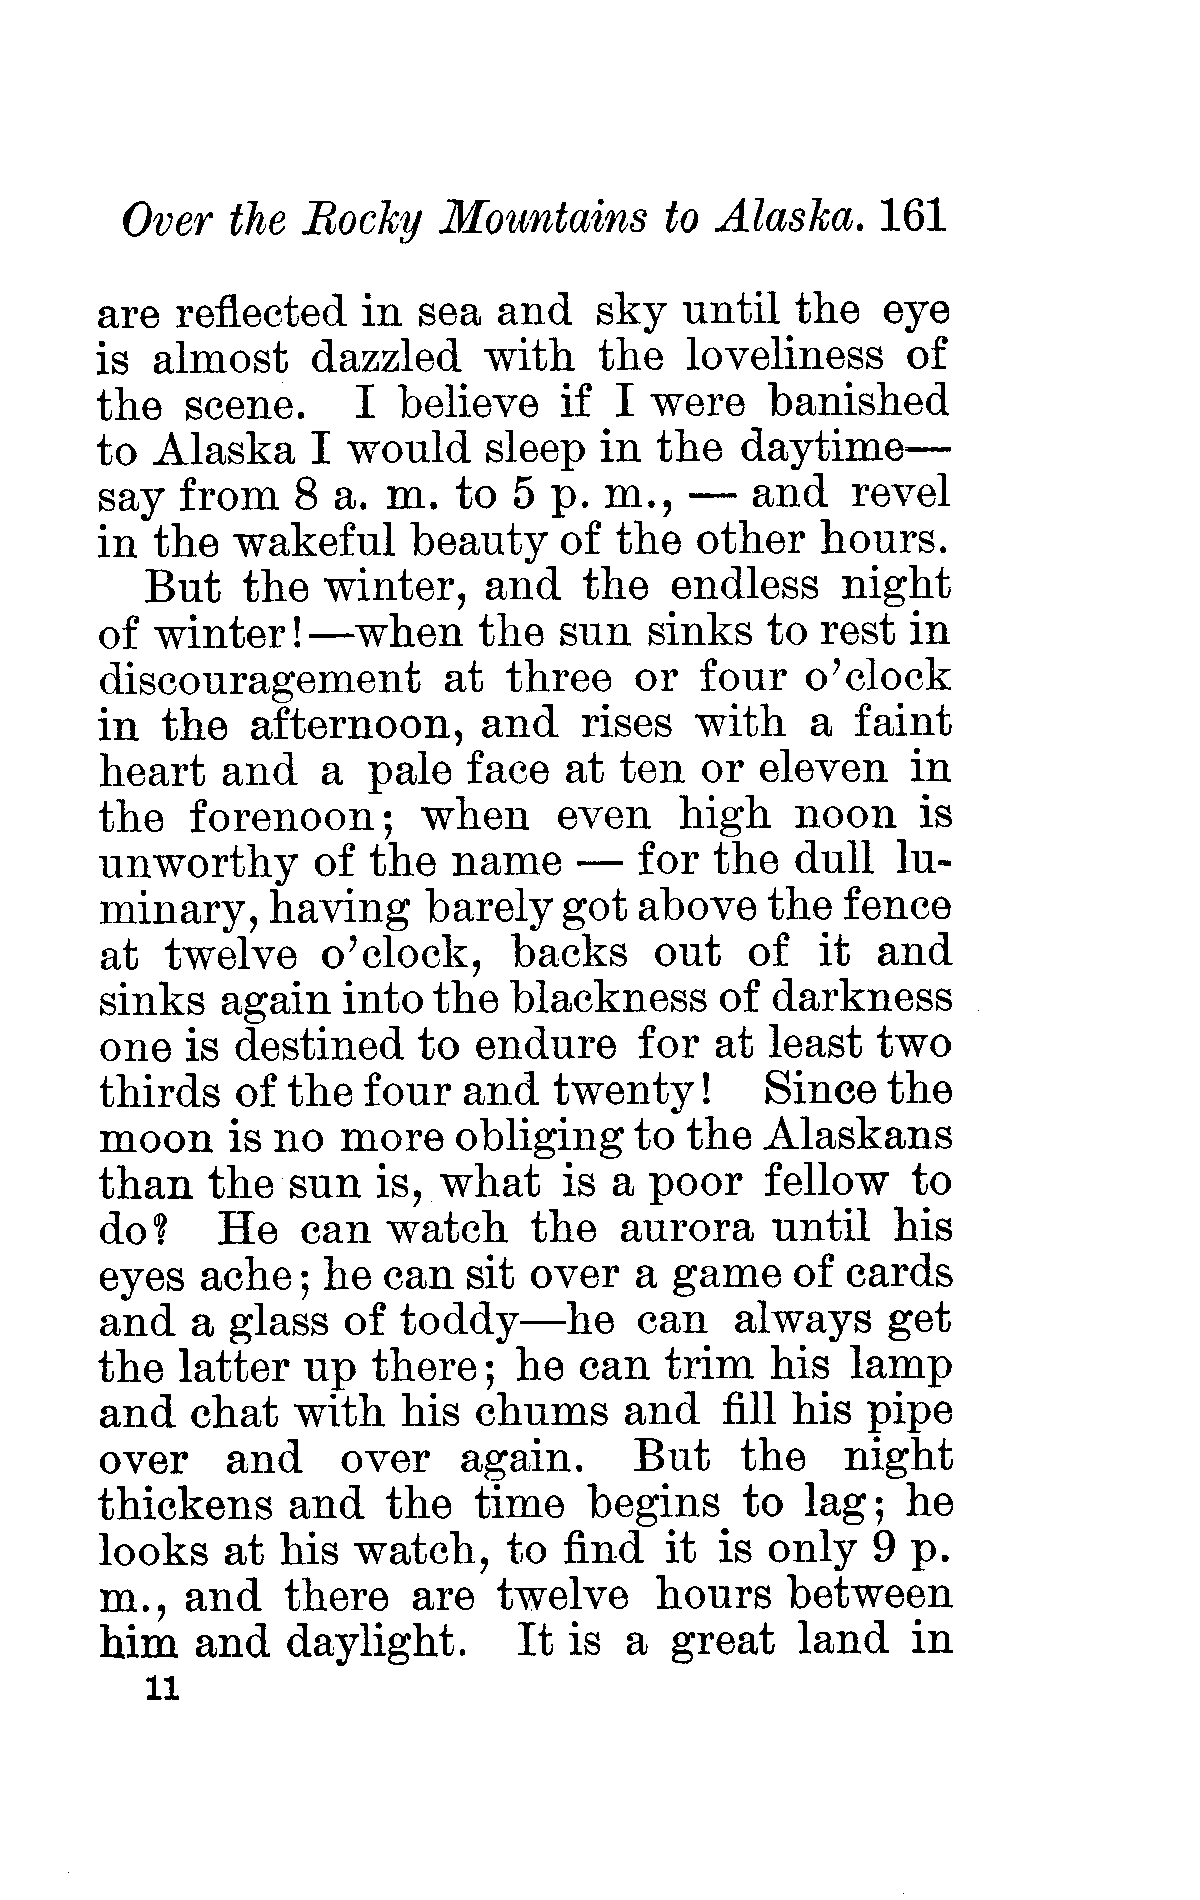 Over the Rocky Mountains to Alaska. 161
are reflected in sea and sky until the eye
is almost dazzled with the loveliness of
the scene. I believe if I were banished
to Alaska I would sleep in the daytime—
say from 8 a. m. to 5 p. m., — and revel
in the wakeful beauty of the other hours.
But the winter, and the endless night
of winter!—when the sun sinks to rest in
discouragement at three or four o'clock
in the afternoon, and rises with a faint
heart and a pale face at ten or eleven in
the forenoon; when even high noon is
unworthy of the name — for the dull lu-
minary, having barely got above the fence
at twelve o'clock, backs out of it and
sinks again into the blackness of darkness
one is destined to endure for at least two
thirds of the four and twenty! Since the
moon is no more obliging to the Alaskans
than the sun is, what is a poor fellow to
do? He can watch the aurora until his
eyes ache; he can sit over a game of cards
and a glass of toddy—he can always get
the latter up there; he can trim his lamp
and chat with his chums and fill his pipe
over and over again. But the night
thickens and the time begins to lag; he
looks at his watch, to find it is only 9 p.
m., and there are twelve hours between
him and daylight. It is a great land in
11